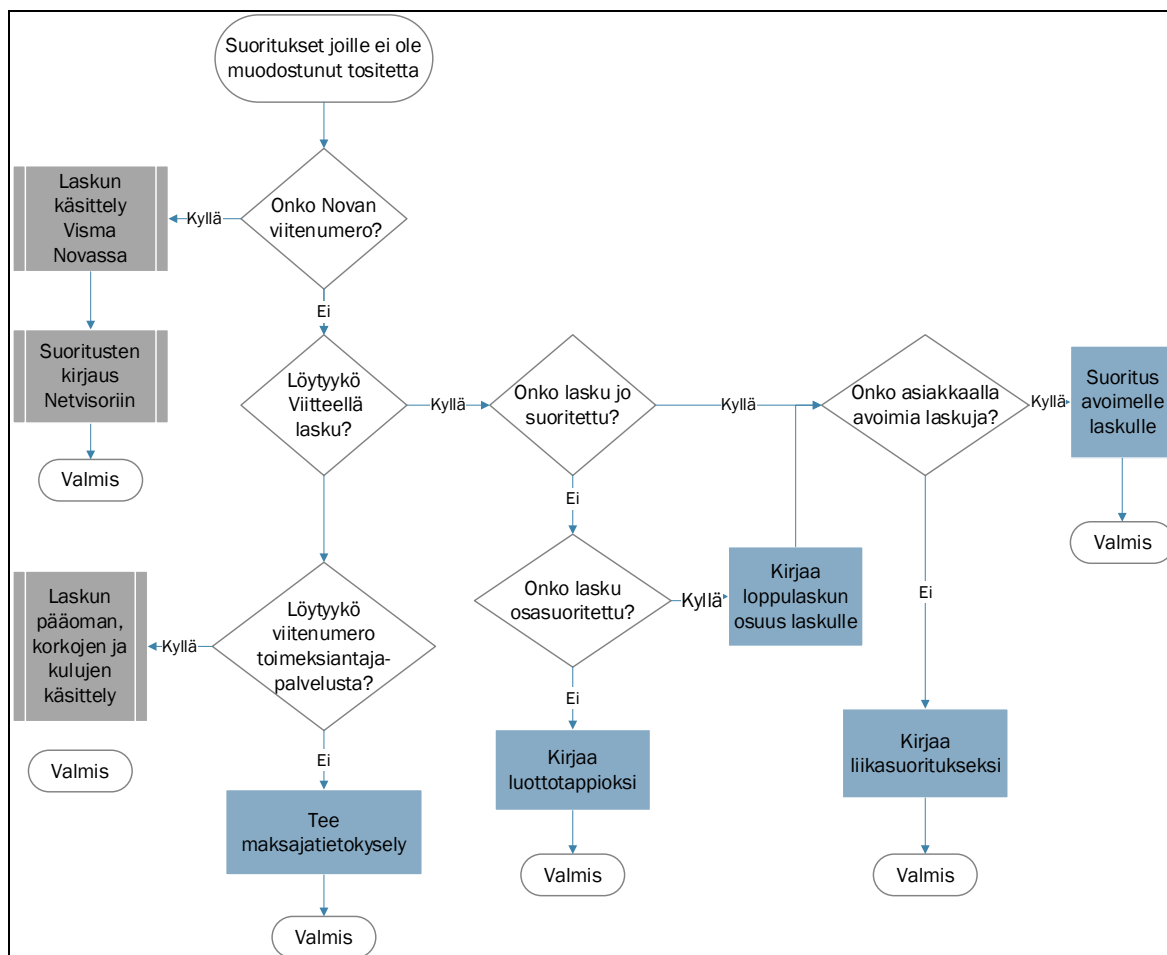 Suoritukset joille ei ole
muodostunut tositetta
Laskun
käsittely
Visma
Novassa
Kyllä
Onko Novan
viitenumero?
Ei
Suoritusten
kirjaus
Netvisoriin
Valmis
Löytyykö
Viitteellä
lasku?
Kyllä
Onko lasku jo
suoritettu?
Kyllä
Onko asiakkaalla
avoimia laskuja?
Kyllä
Suoritus
avoimelle
laskulle
Valmis
Ei
Onko lasku
osasuoritettu?
Kyllä
Kirjaa
loppulaskun
osuus laskulle
Ei
Laskun
pääoman,
korkojen ja
kulujen
käsittely
Kyllä
Löytyykö
viitenumero
toimeksiantaja-
palvelusta?
Valmis
Ei
Tee
maksajatietokysely
Valmis
Ei
Kirjaa
luottotappioksi
Valmis
Kirjaa
liikasuoritukseksi
Valmis